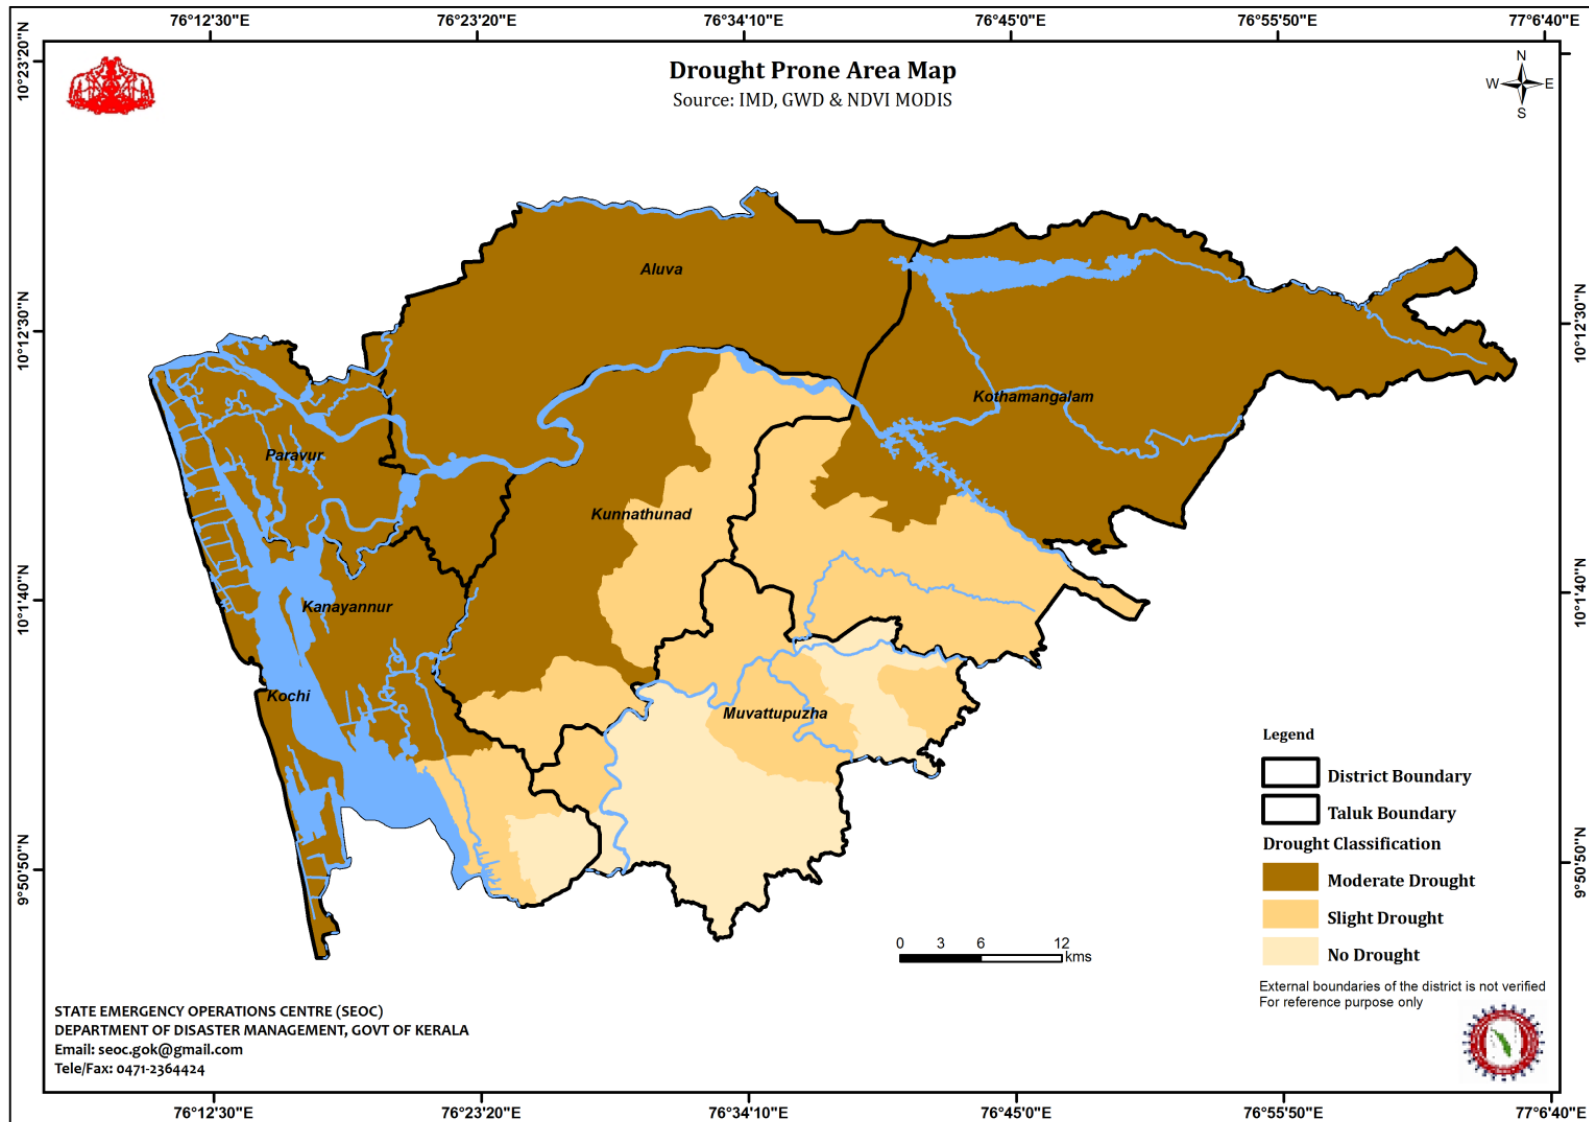 76°12'30"E 76°23'20"E 76°34'10"E 76°45'0"E 76°55'50"E 77°6'40"E
10°23'20"N
Drought Prone Area Map
Source: IMD, GWD & NDVI MODIS
N
W E
S
Aluva
10°12'30"N
10°12'30"N
Kothamangalam
Paravur
Kunnathunad
10°1'40"N
10°1'40"N
Kanayannur
Kochi
Muvattupuzha
9°50'50"N
9°50'50"N
Legend
District Boundary
Taluk Boundary
Drought Classification
Moderate Drought
Slight Drought
No Drought
0 3 6 12
kms
External boundaries of the district is not verified
For reference purpose only
STATE EMERGENCY OPERATIONS CENTRE (SEOC)
DEPARTMENT OF DISASTER MANAGEMENT, GOVT OF KERALA
Email: seoc.gok@gmail.com
Tele/Fax: 0471-2364424
76°12'30"E 76°23'20"E 76°34'10"E 76°45'0"E 76°55'50"E 77°6'40"E